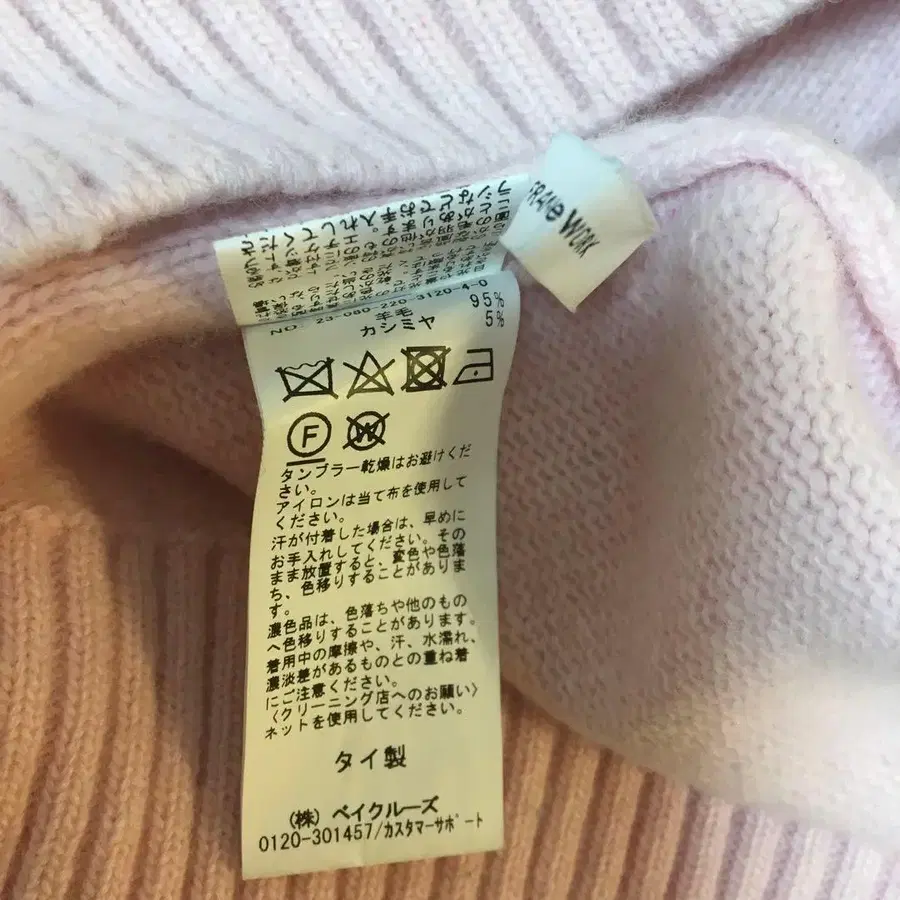 WORK
NO 23-080-220-3120-4-0
羊毛 95%
カシミヤ 5%
F
W
タンブラー乾燥はお避けくだ
さい。
アイロンは当て布を使用して
ください。
汗が付着した場合は、早めに
お手入れしてください。その
まま放置すると、変色や色落
ち、色移りすることがありま
す。
濃色品は、色落ちや他のもの
へ色移りすることがあります。
着用中の摩擦や、汗、水濡れ、
濃淡差があるものとの重ね着
にご注意ください。
〈クリーニング店へのお願い〉
ネットを使用してください。
タイ製
(株) ベイクルーズ
0120-301457/カスタマーサポート